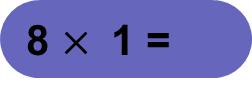 8 × 1 =